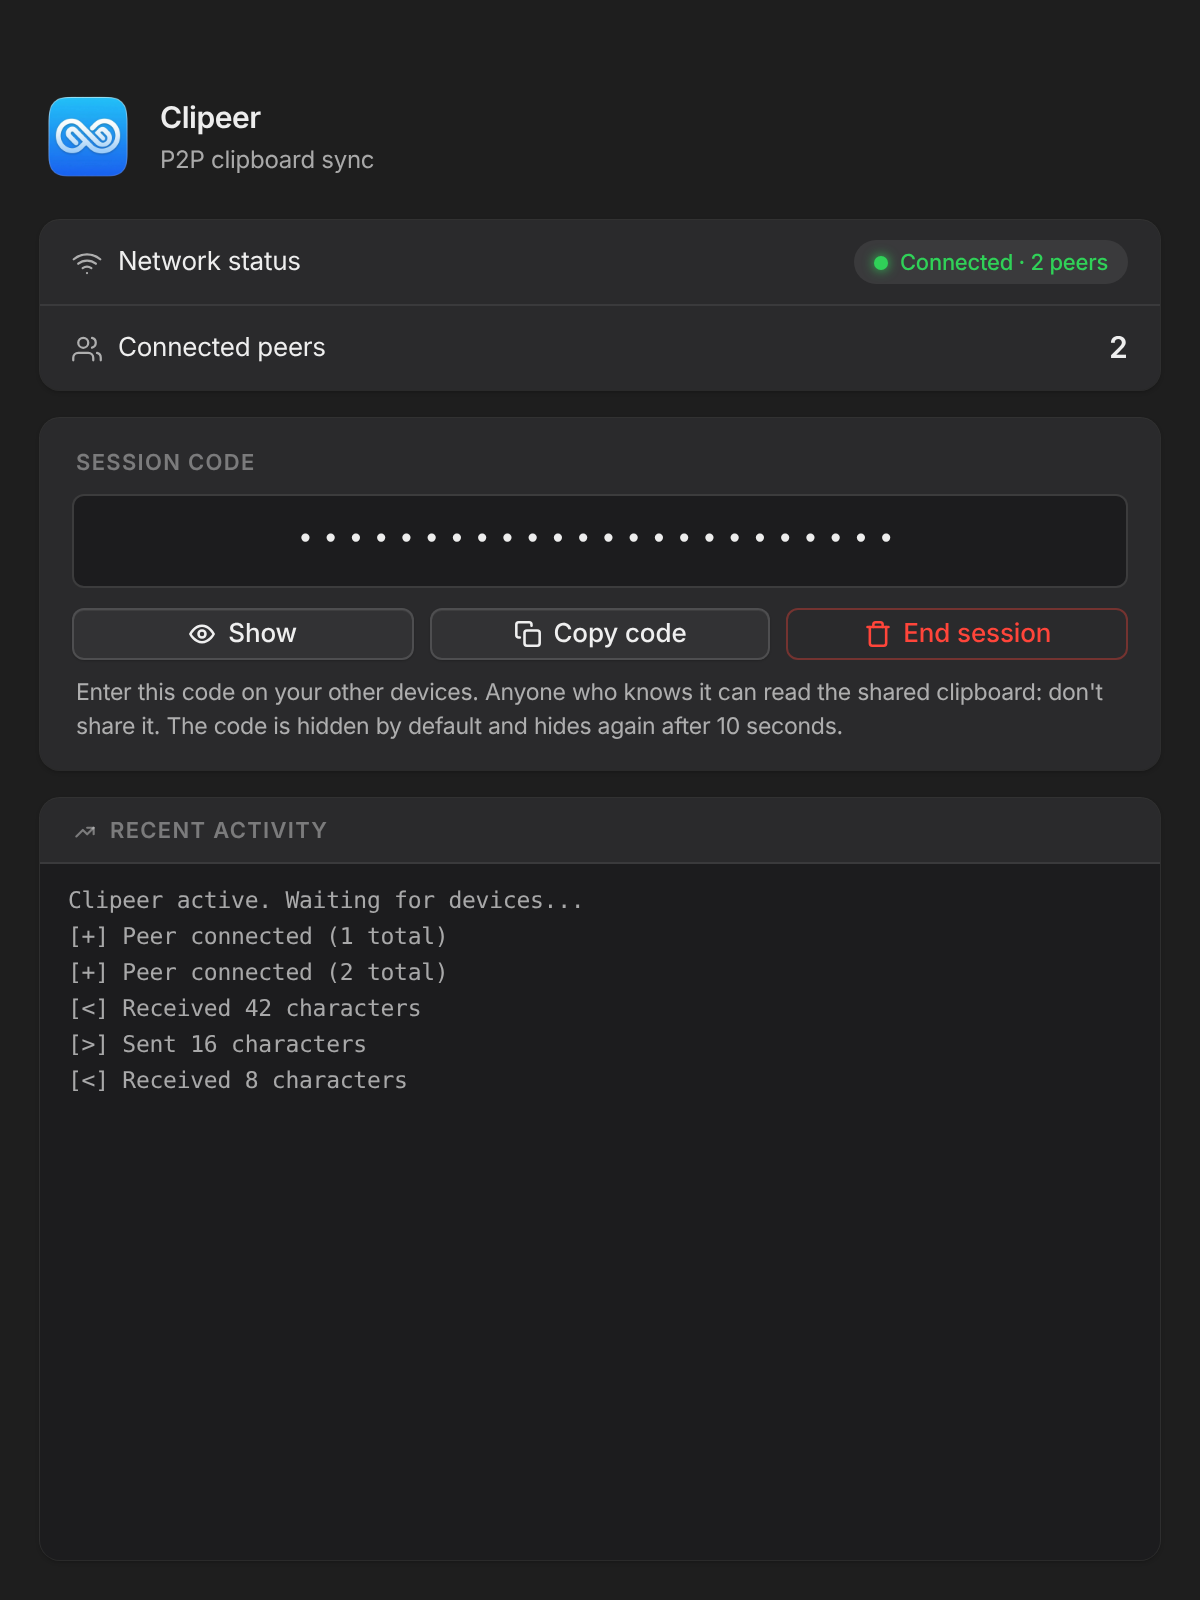 Clipeer
P2P clipboard sync
Network status
Connected · 2 peers
Connected peers
2
SESSION CODE
••••••••••••••••••••••••
Show
Copy code
End session
Enter this code on your other devices. Anyone who knows it can read the shared clipboard: don't
share it. The code is hidden by default and hides again after 10 seconds.
RECENT ACTIVITY
Clipeer active. Waiting for devices...
[+] Peer connected (1 total)
[+] Peer connected (2 total)
[<] Received 42 characters
[>] Sent 16 characters
[<] Received 8 characters